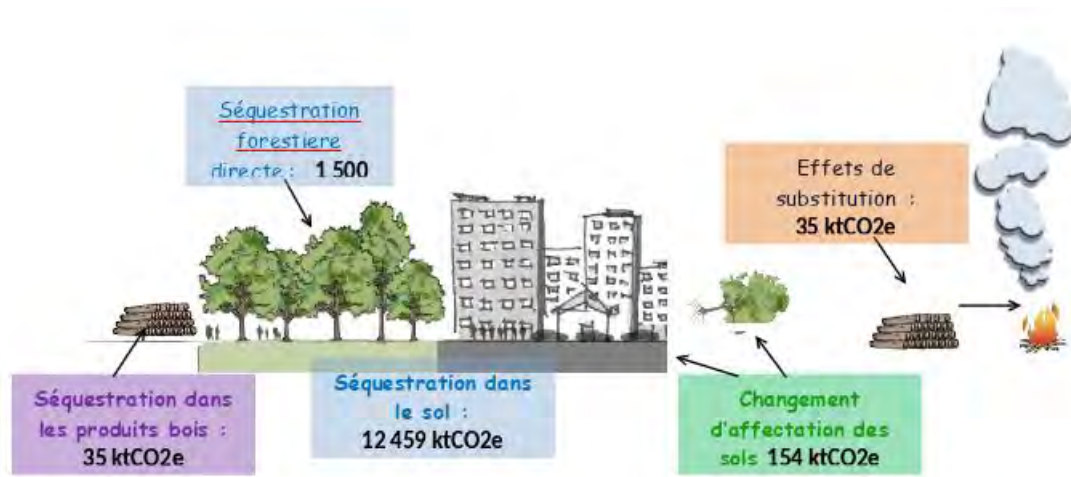 Séquestration
forestiere
directe : 1 500
Effets de
substitution :
35 ktCO2e
Séquestration dans
les produits bois :
35 ktCO2e
Séquestration dans
le sol :
12 459 ktCO2e
Changement
d'affectation des
sols 154 ktCO2e